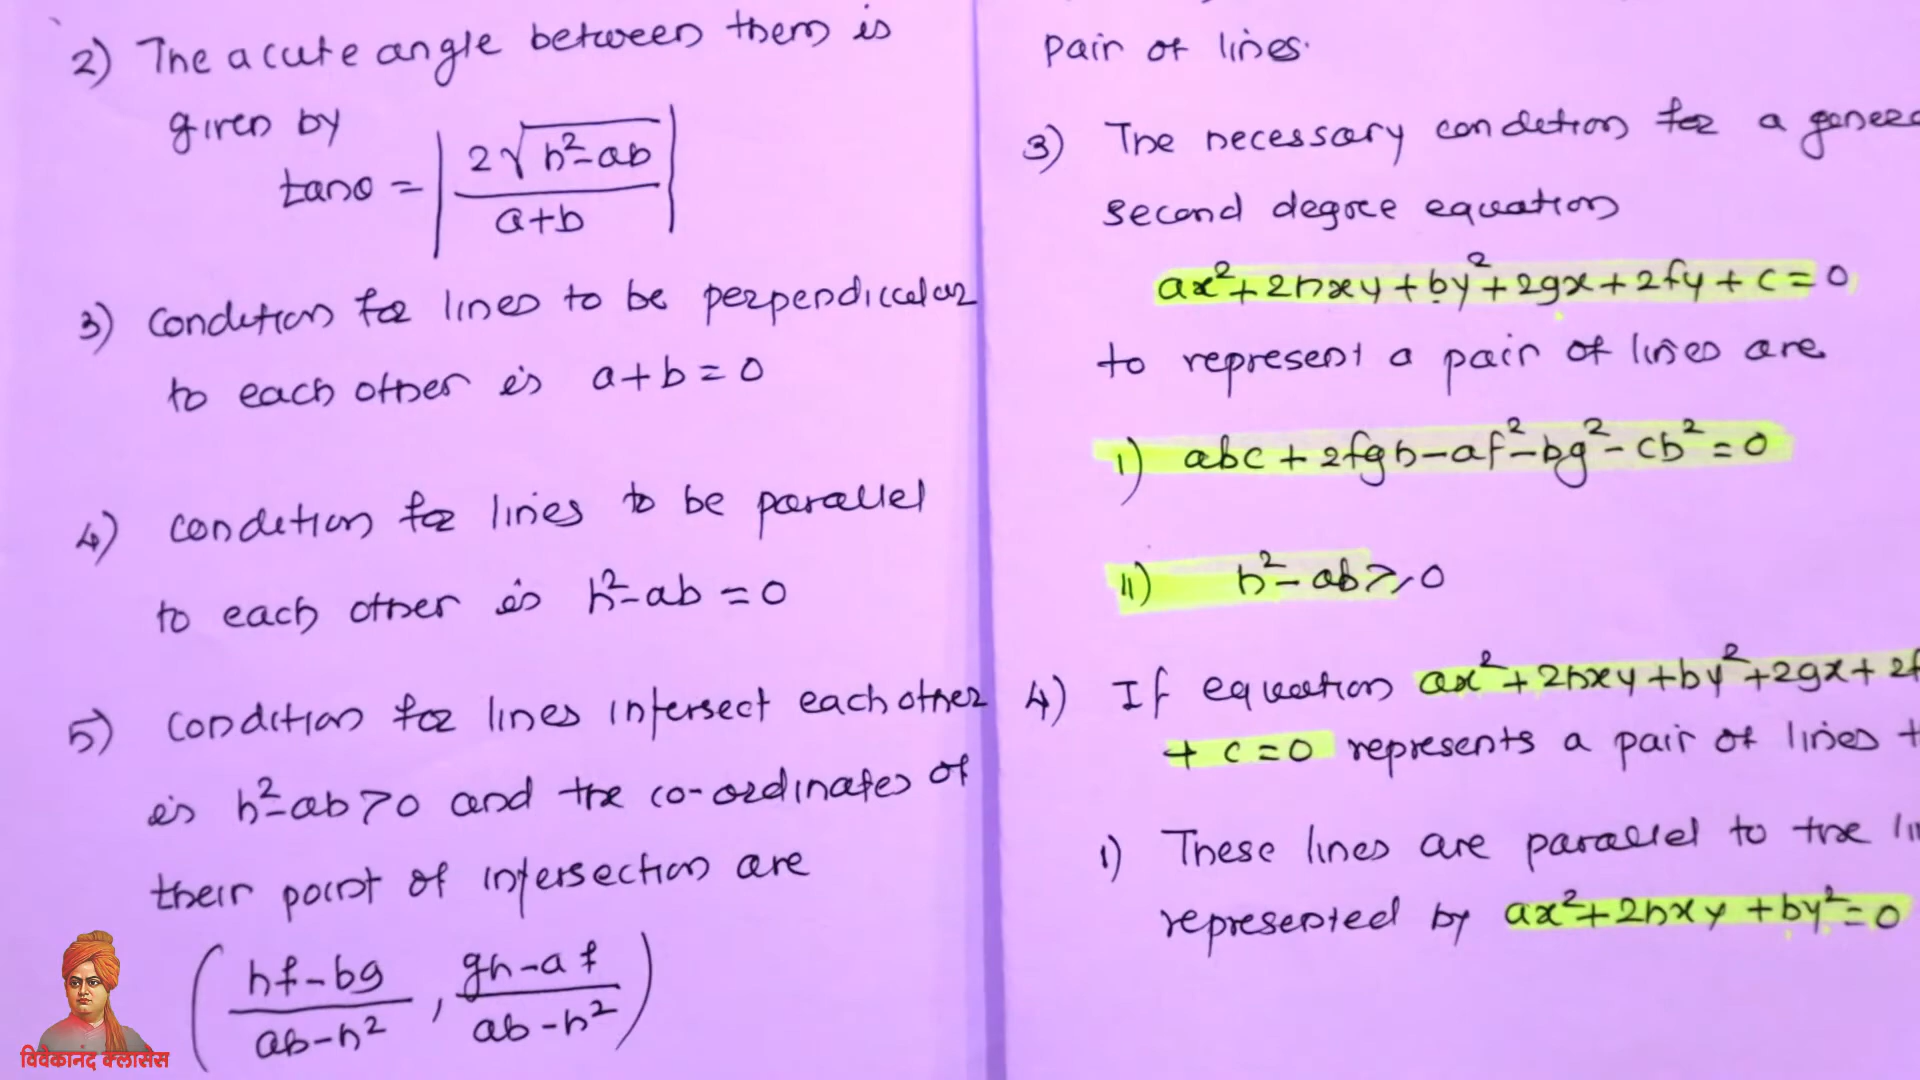 2) The acute angle between them is
given by
tanθ = | 2√(h²-ab) / (a+b) |
3) Condition for lines to be perpendicular
to each other is a+b=0
4) condition for lines to be parallel
to each other is h²-ab=0
5) condition for lines intersect each other
is h²-ab>0 and the co-ordinates of
their point of intersection are
( (hf-bg)/(ab-h²) , (gh-af)/(ab-h²) )
pair of lines.
3) The necessary condition for a
second degree equation
ax²+2hxy+by²+2gx+2fy+c=0
to represent a pair of lines are
i) abc+2fgh-af²-bg²-ch²=0
ii) h²-ab⩾0
4) If equation ax²+2hxy+by²+2gx+2f
+c=0 represents a pair of lines
i) These lines are parallel to the
represented by ax²+2hxy+by²=0
विवेकानंद क्लासेस